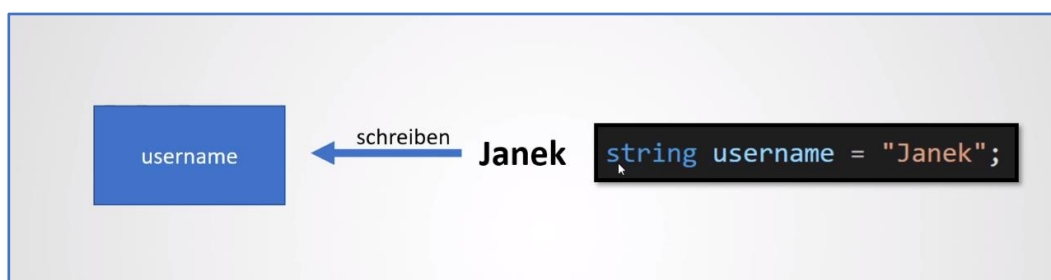 username
schreiben
Janek
string username = "Janek";